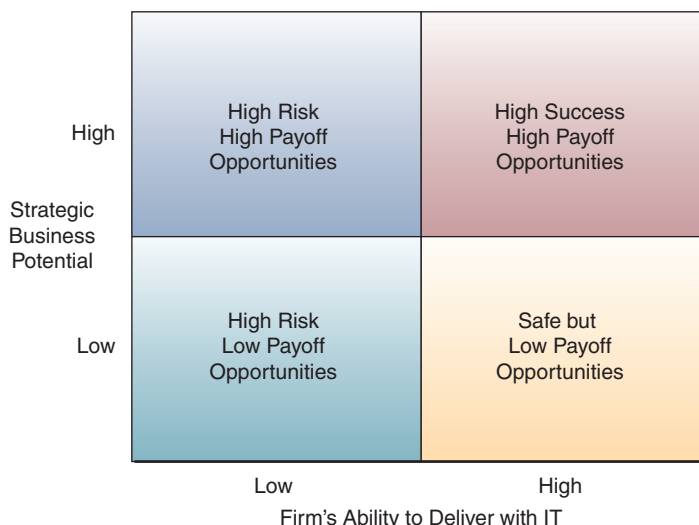 High
Strategic
Business
Potential
Low
High Risk
High Payoff
Opportunities
High Success
High Payoff
Opportunities
High Risk
Low Payoff
Opportunities
Safe but
Low Payoff
Opportunities
Low
High
Firm's Ability to Deliver with IT